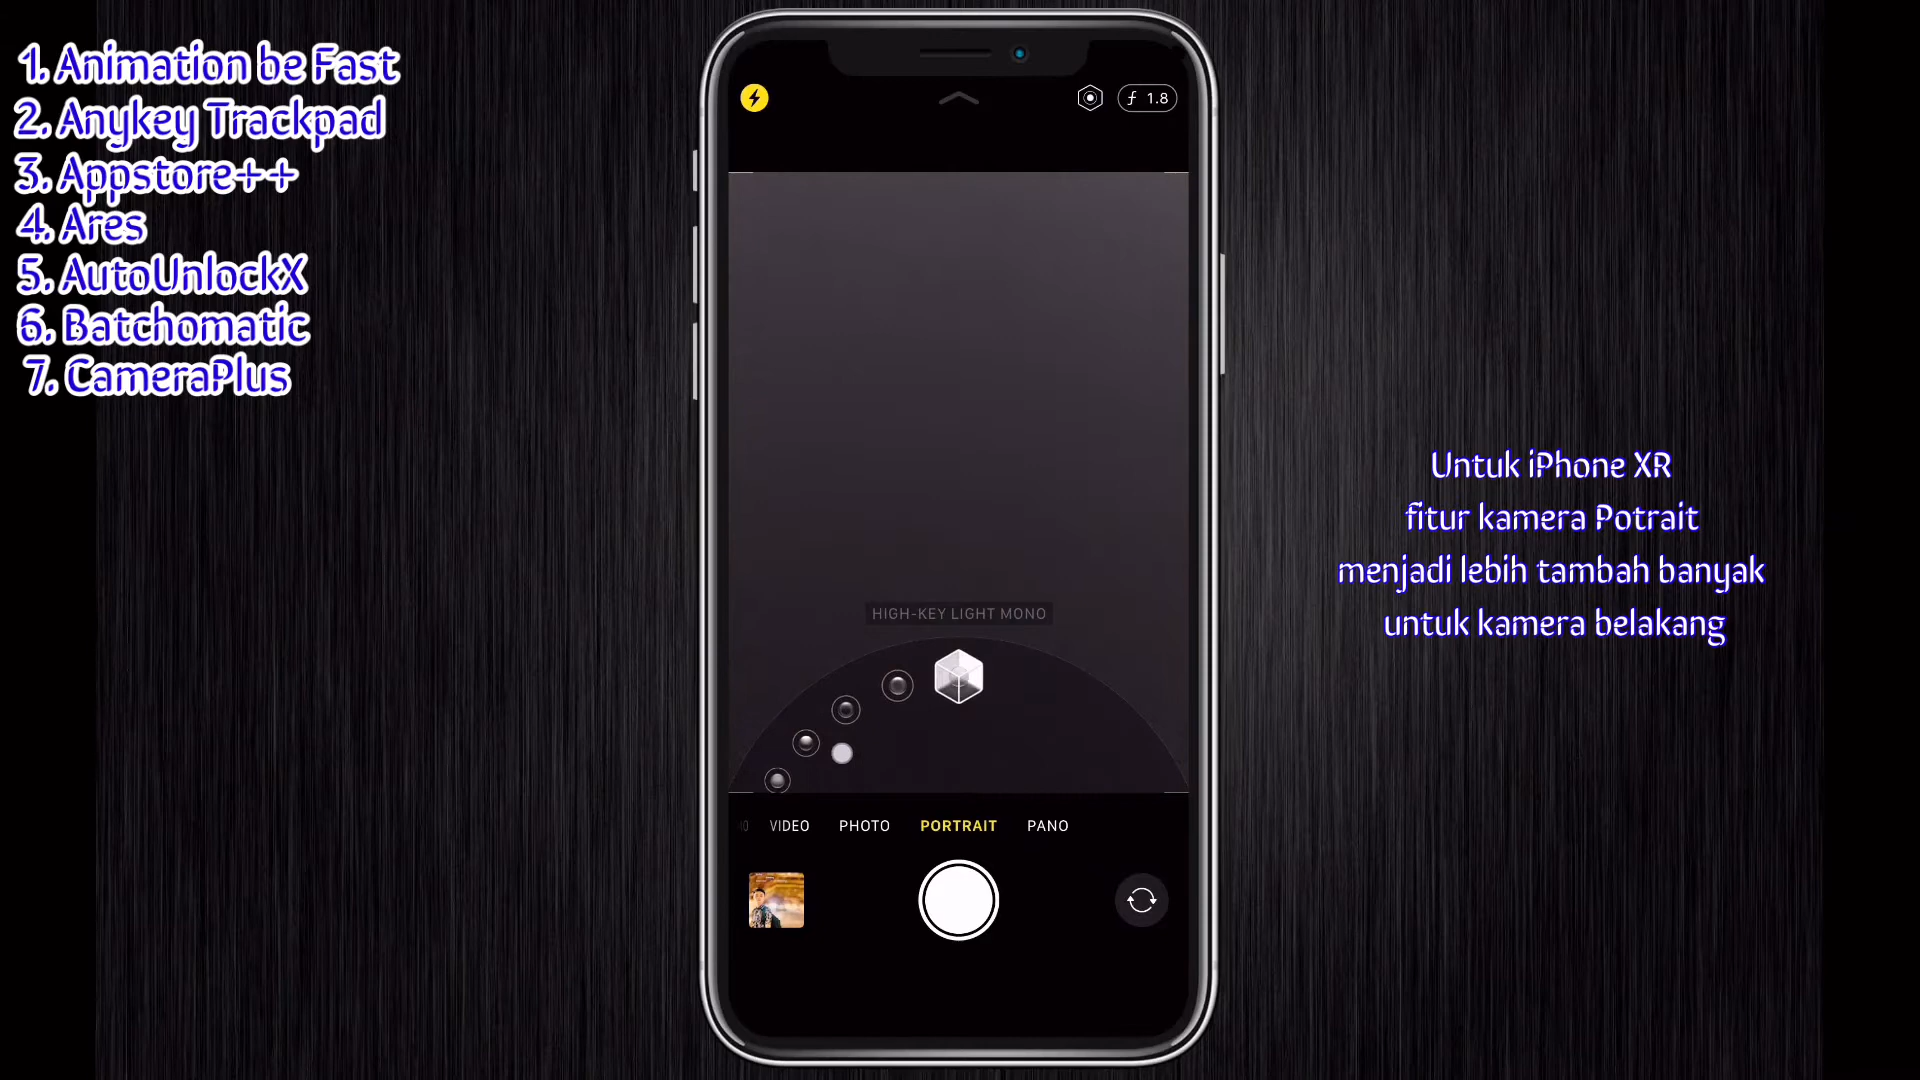 1. Animation be Fast
2. Anykey Trackpad
3. Appstore++
4. Ares
5. AutoUnlockX
6. Batchomatic
7. CameraPlus
ƒ 1.8
Untuk iPhone XR
fitur kamera Potrait
menjadi lebih tambah banyak
untuk kamera belakang
HIGH-KEY LIGHT MONO
VIDEO PHOTO PORTRAIT PANO